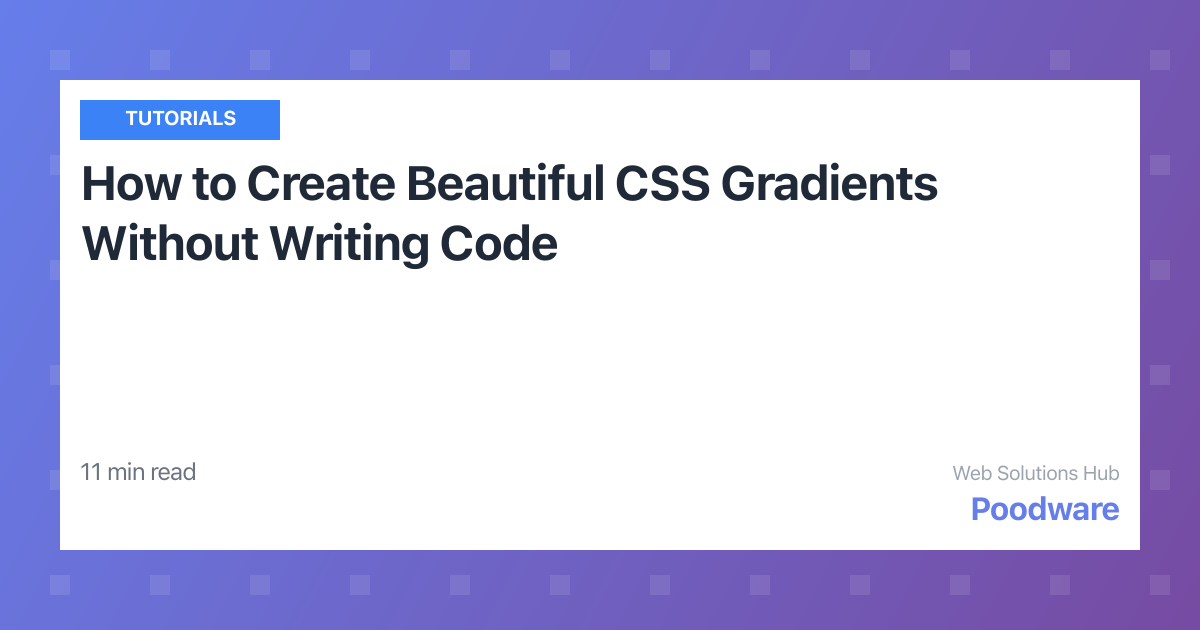 TUTORIALS
How to Create Beautiful CSS Gradients
Without Writing Code
11 min read
Web Solutions Hub
Poodware